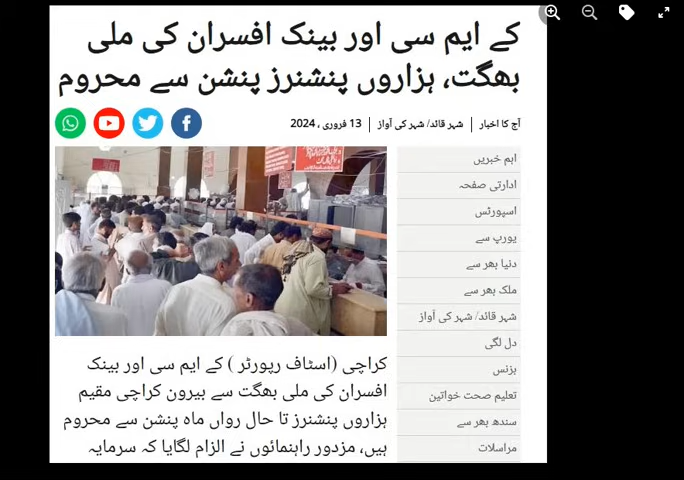 کے ایم سی اور بینک افسران کی ملی
بھگت، ہزاروں پنشنرز پنشن سے محروم
آج کا اخبار | شہر قائد/ شہر کی آواز | 13 فروری ، 2024
اہم خبریں
ادارتی صفحہ
اسپورٹس
یورپ سے
دنیا بھر سے
ملک بھر سے
شہر قائد/ شہر کی آواز
دل لگی
بزنس
تعلیم صحت خواتین
سندھ بھر سے
مراسلات
کراچی (اسٹاف رپورٹر ) کے ایم سی اور بینک
افسران کی ملی بھگت سے بیرون کراچی مقیم
ہزاروں پنشنرز تا حال رواں ماہ پنشن سے محروم
ہیں، مزدور راہنمائوں نے الزام لگایا کہ سرمایہ